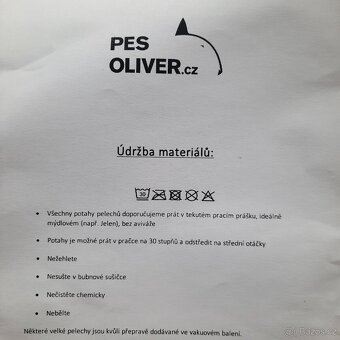 PES
OLIVER.cz
Údržba materiálů:
30
• Všechny potahy pelechů doporučujeme prát v tekutém pracím prášku, ideálně
mýdlovém (např. Jelen), bez aviváže
• Potahy je možné prát v pračce na 30 stupňů a odstředit na střední otáčky
• Nežehlete
• Nesušte v bubnové sušičce
• Nečistěte chemicky
• Nebělte
Některé velké pelechy jsou kvůli přepravě dodávané ve vakuovém balení.